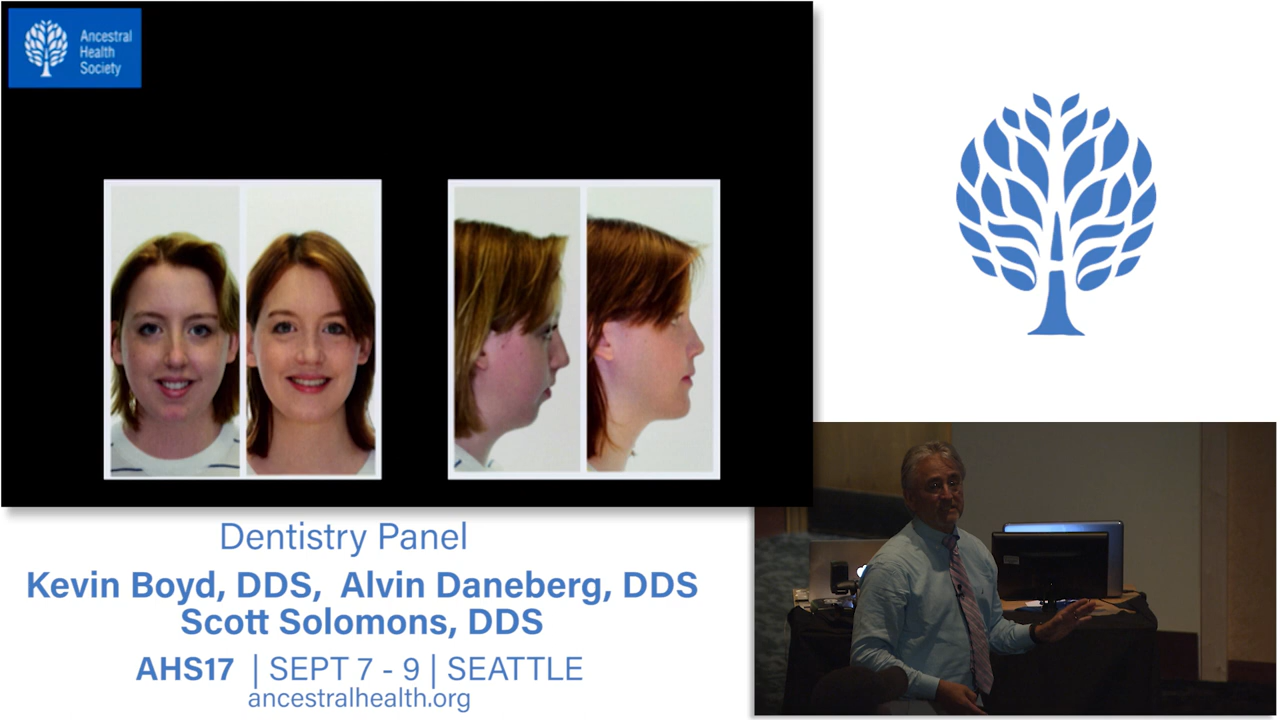 Ancestral
Health
Society
Dentistry Panel
Kevin Boyd, DDS, Alvin Daneberg, DDS
Scott Solomons, DDS
AHS17 | SEPT 7 - 9 | SEATTLE
ancestralhealth.org